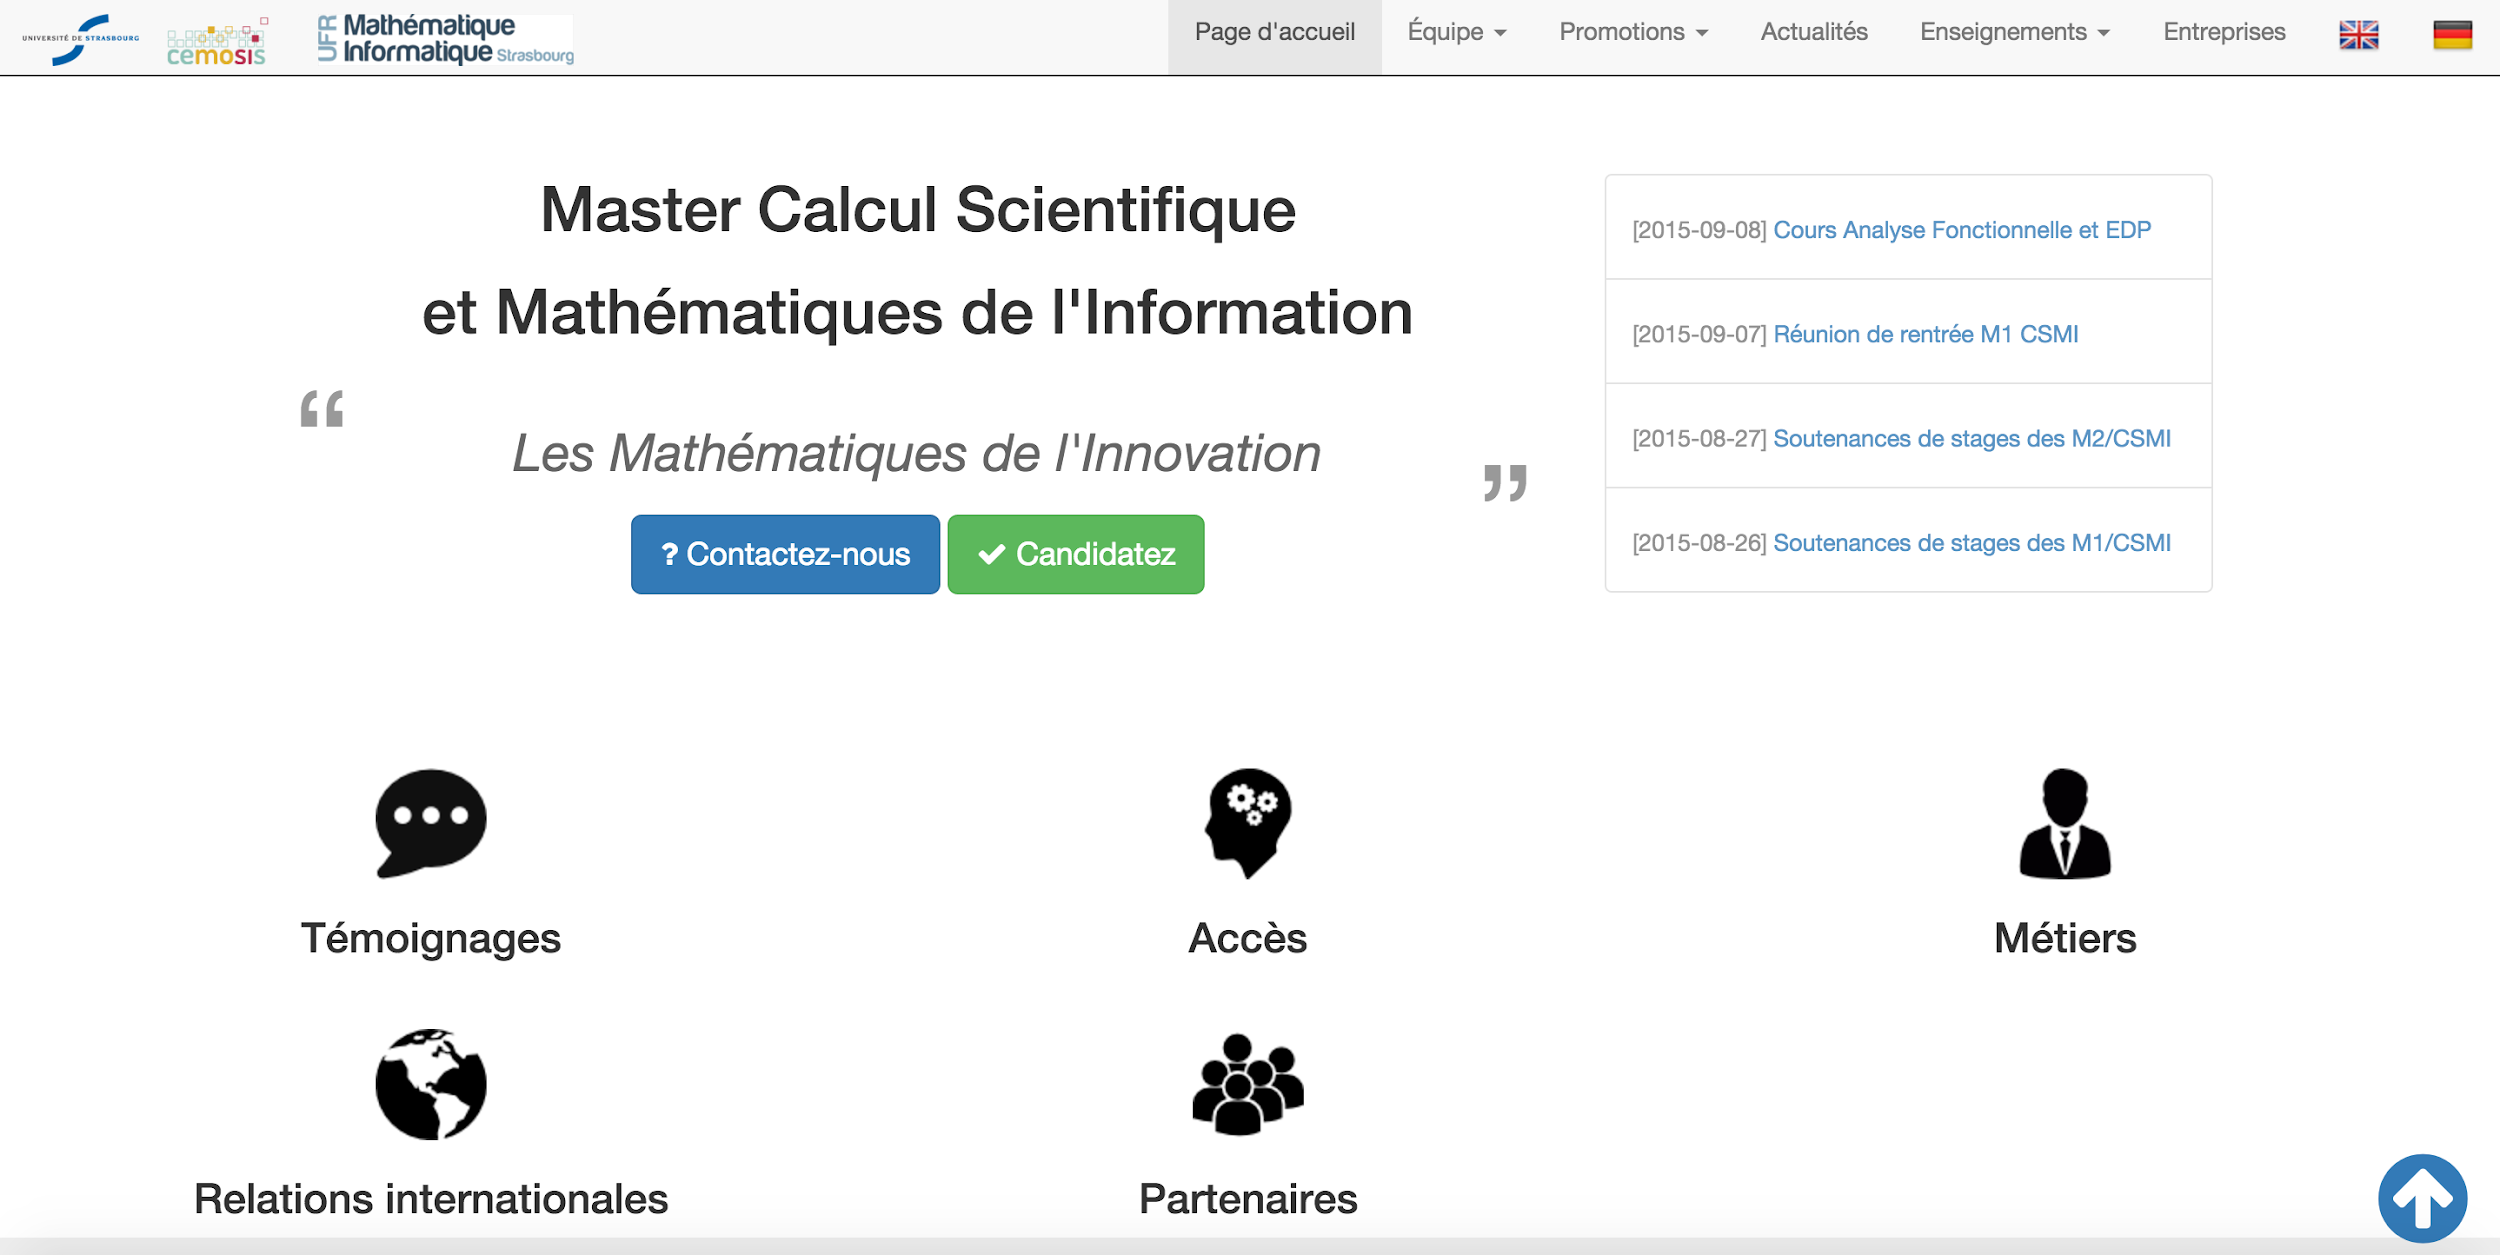 UNIVERSITÉ DE STRASBOURG
cemosis
UFR Mathématique
Informatique Strasbourg
Page d'accueil
Équipe
Promotions
Actualités
Enseignements
Entreprises
Master Calcul Scientifique
et Mathématiques de l'Information
“
Les Mathématiques de l'Innovation
”
? Contactez-nous
Candidatez
[2015-09-08] Cours Analyse Fonctionnelle et EDP
[2015-09-07] Réunion de rentrée M1 CSMI
[2015-08-27] Soutenances de stages des M2/CSMI
[2015-08-26] Soutenances de stages des M1/CSMI
Témoignages
Accès
Métiers
Relations internationales
Partenaires